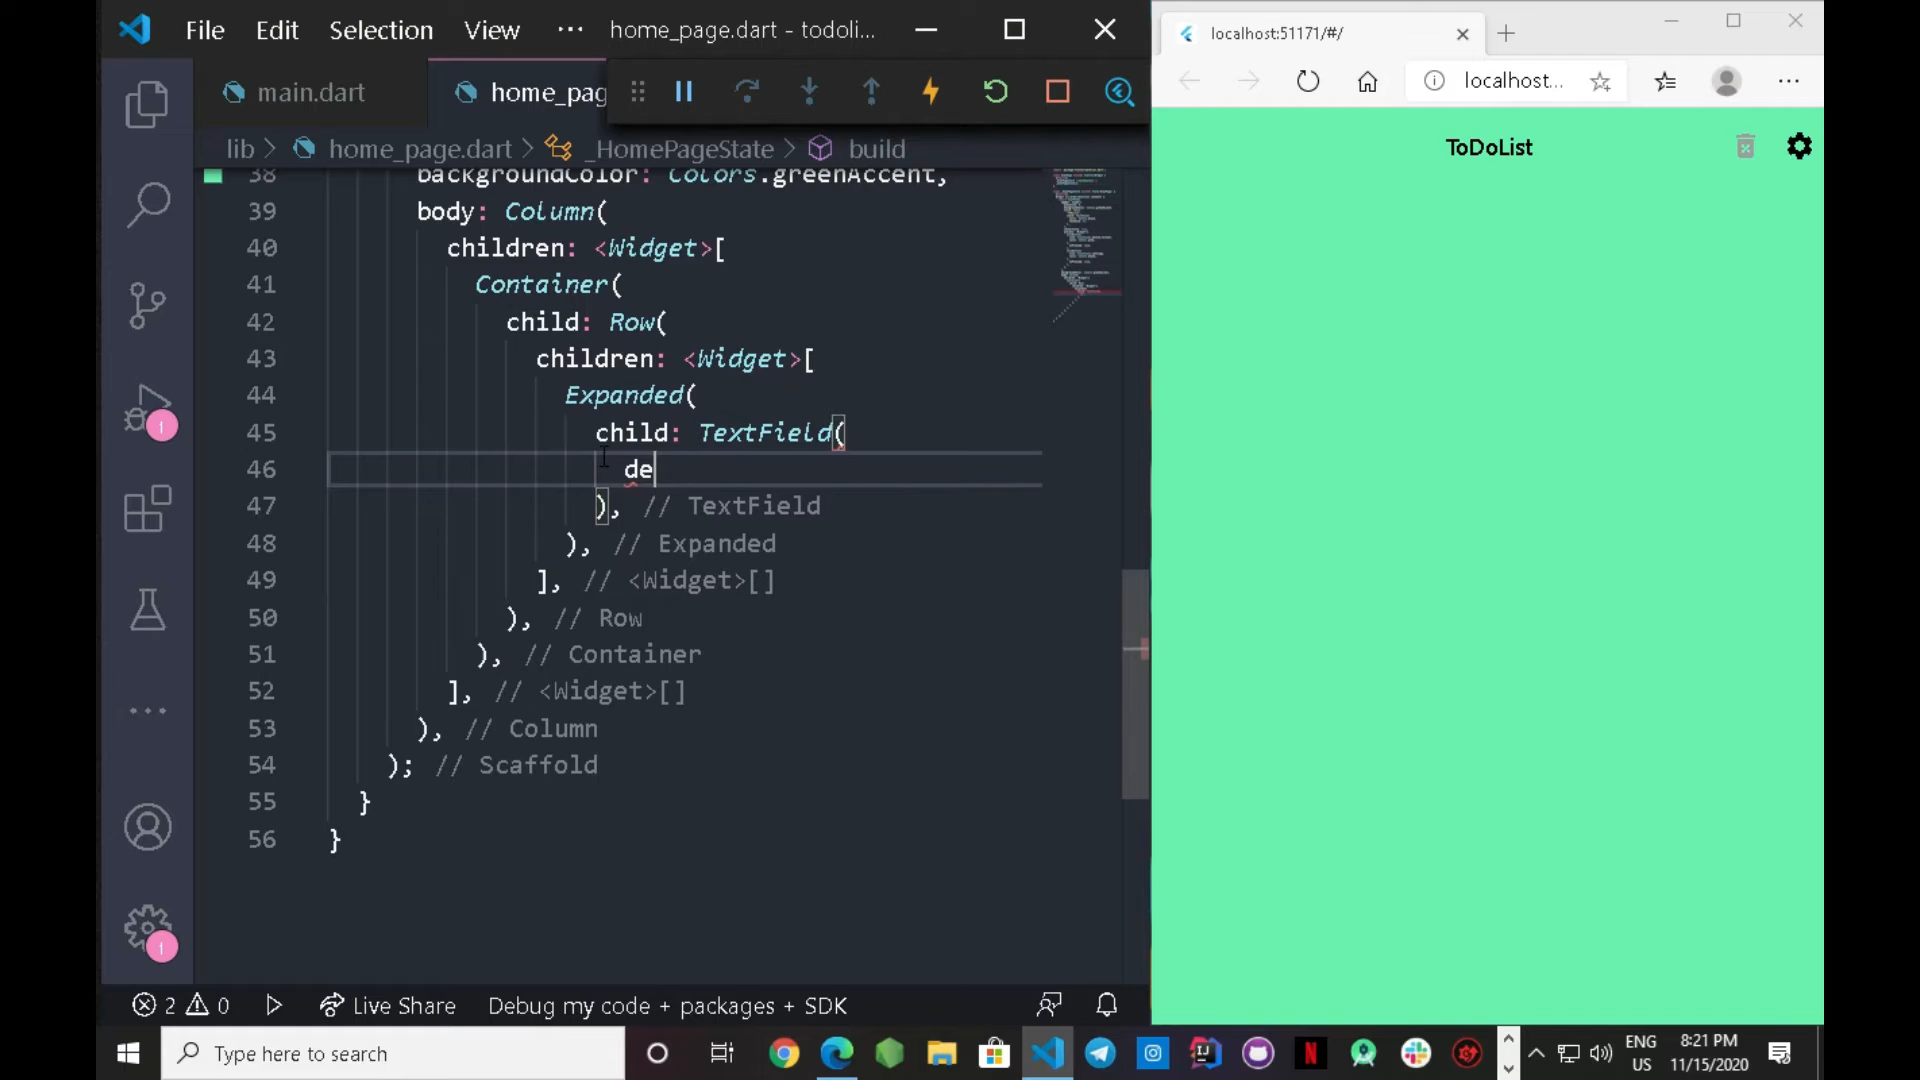 File Edit Selection View ··· home_page.dart - todoli...
main.dart home_pag
lib > home_page.dart > _HomePageState > build
38 backgroundColor: Colors.greenAccent,
39 body: Column(
40 children: <Widget>[
41 Container(
42 child: Row(
43 children: <Widget>[
44 Expanded(
45 child: TextField(
46 de
47 ), // TextField
48 ), // Expanded
49 ], // <Widget>[]
50 ), // Row
51 ), // Container
52 ], // <Widget>[]
53 ), // Column
54 ); // Scaffold
55 }
56 }
1
1
2 0 Live Share Debug my code + packages + SDK
localhost:51171/#/
localhost...
ToDoList
Type here to search
ENG
US
8:21 PM
11/15/2020